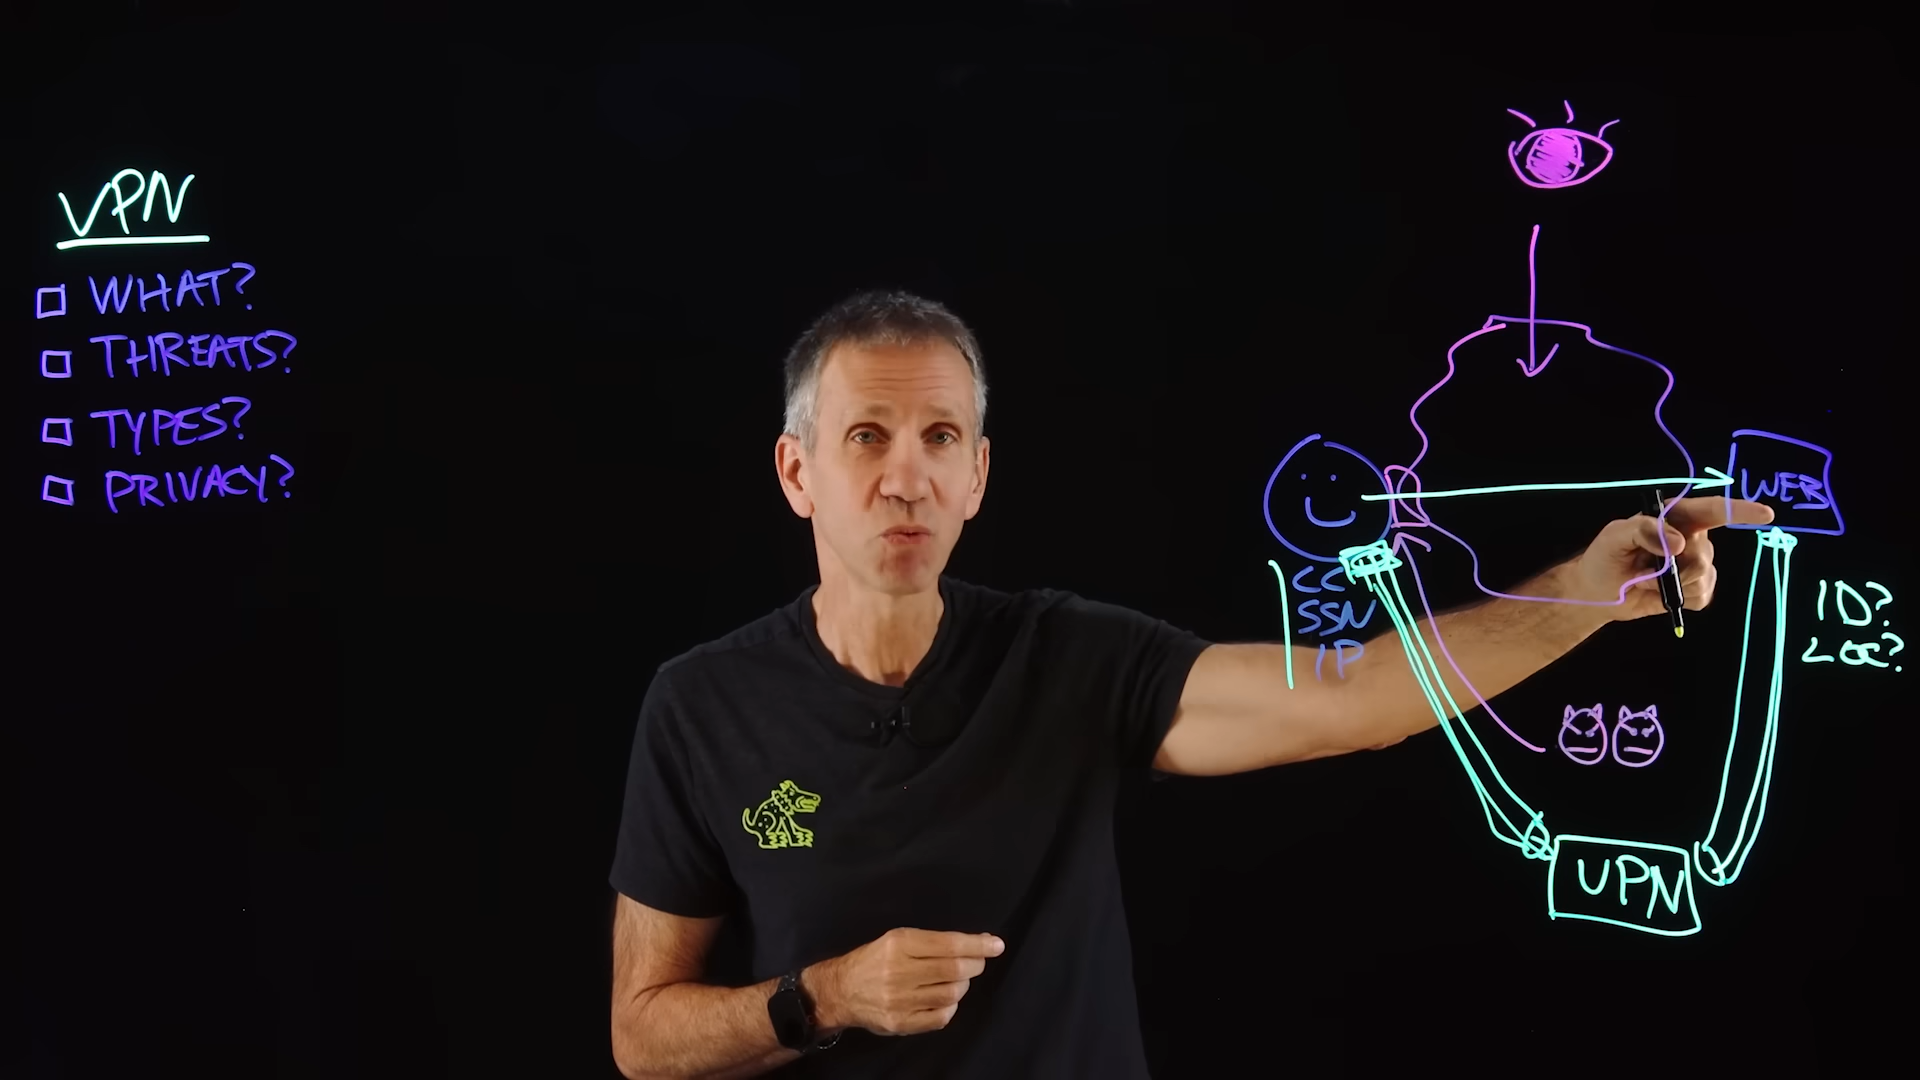 VPN
WHAT?
THREATS?
TYPES?
PRIVACY?
WEB
CC
SSN
IP
ID?
LOC?
VPN